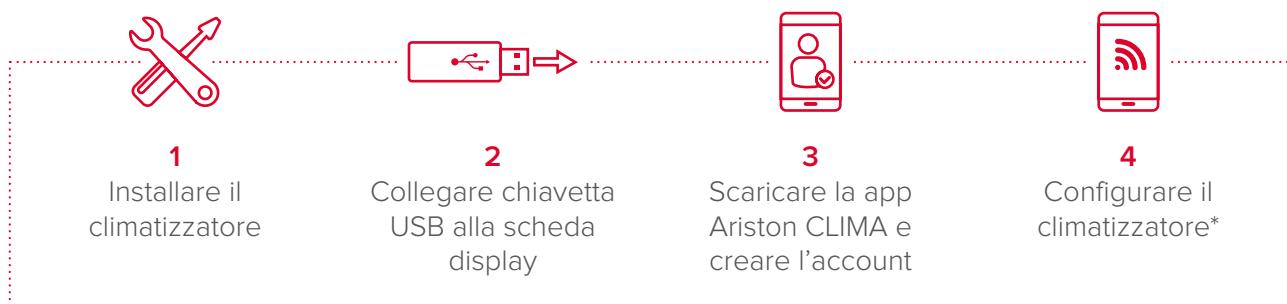 1
Installare il
climatizzatore
2
Collegare chiavetta
USB alla scheda
display
3
Scaricare la app
Ariston CLIMA e
creare l’account
4
Configurare il
climatizzatore*